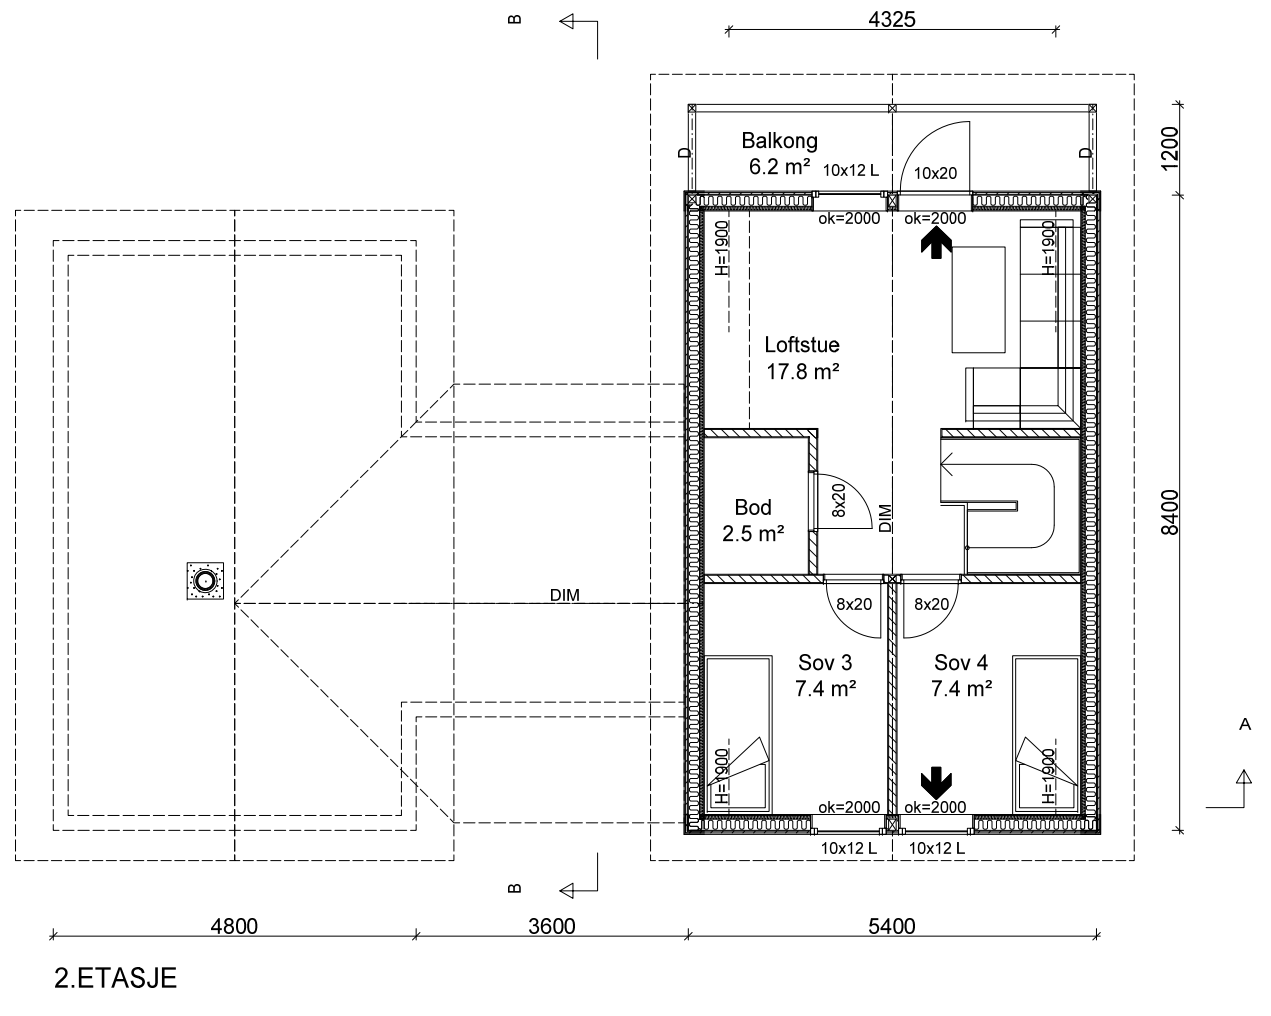 B
4325
1200
Balkong
6.2 m²
D
D
10x12 L
10x20
ok=2000
ok=2000
H=1900
H=1900
Loftstue
17.8 m²
8400
Bod
2.5 m²
8x20
DIM
DIM
8x20
8x20
Sov 3
7.4 m²
Sov 4
7.4 m²
A
H=1900
H=1900
ok=2000
ok=2000
10x12 L
10x12 L
B
4800
3600
5400
2.ETASJE